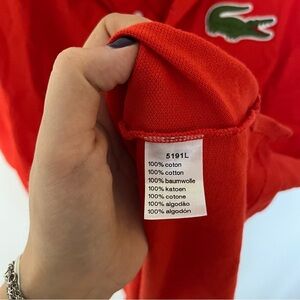 5191L
100% coton
100% cotton
100% baumwolle
100% katoen
100% cotone
100% algodão
100% algodón